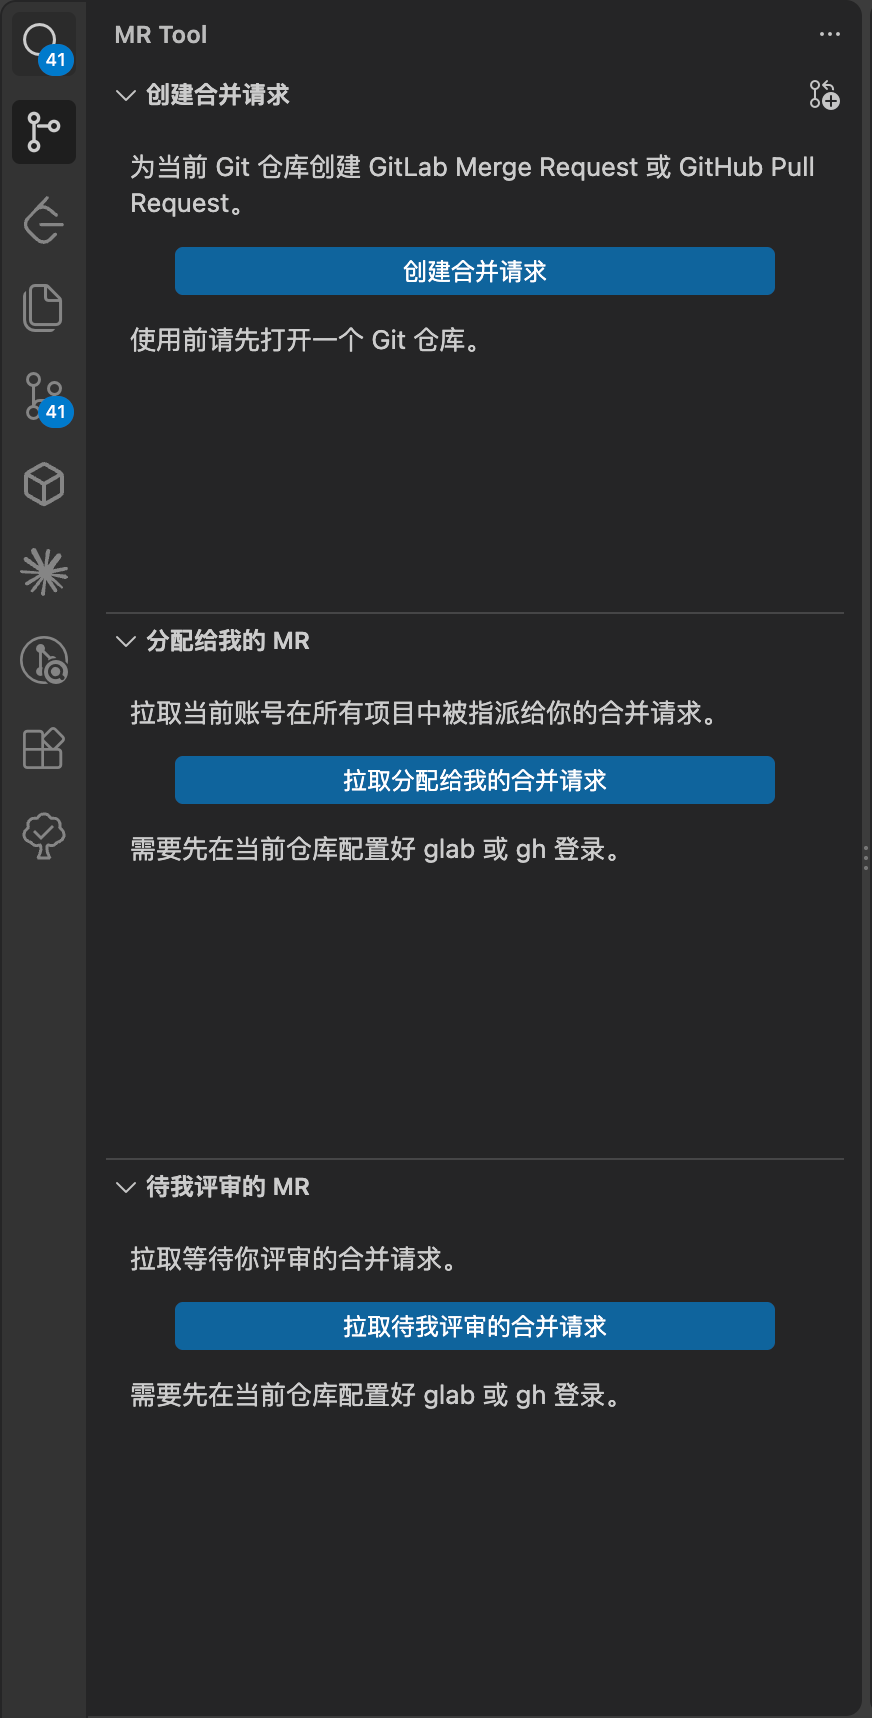 MR Tool
41
创建合并请求
为当前 Git 仓库创建 GitLab Merge Request 或 GitHub Pull
Request。
创建合并请求
使用前请先打开一个 Git 仓库。
41
分配给我的 MR
拉取当前账号在所有项目中被指派给你的合并请求。
拉取分配给我的合并请求
需要先在当前仓库配置好 glab 或 gh 登录。
待我评审的 MR
拉取等待你评审的合并请求。
拉取待我评审的合并请求
需要先在当前仓库配置好 glab 或 gh 登录。